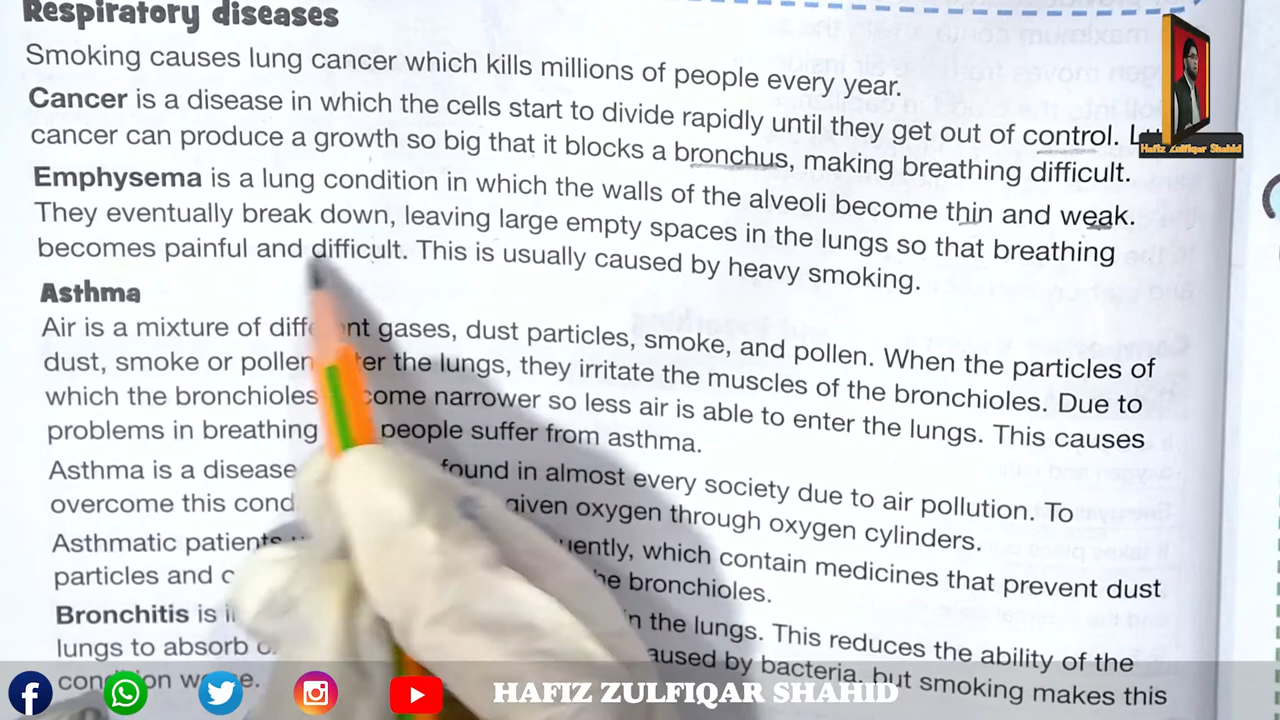 Respiratory diseases
Smoking causes lung cancer which kills millions of people every year.
Cancer is a disease in which the cells start to divide rapidly until they get out of control.
cancer can produce a growth so big that it blocks a bronchus, making breathing difficult.
Emphysema is a lung condition in which the walls of the alveoli become thin and weak.
They eventually break down, leaving large empty spaces in the lungs so that breathing
becomes painful and difficult. This is usually caused by heavy smoking.
Asthma
Air is a mixture of different gases, dust particles, smoke, and pollen. When the particles of
dust, smoke or pollen enter the lungs, they irritate the muscles of the bronchioles. Due to
which the bronchioles become narrower so less air is able to enter the lungs. This causes
problems in breathing people suffer from asthma.
Asthma is a disease found in almost every society due to air pollution. To
overcome this given oxygen through oxygen cylinders.
Asthmatic patients which contain medicines that prevent dust
particles and the bronchioles.
Bronchitis is in the lungs. This reduces the ability of the
lungs to absorb caused by bacteria, but smoking makes this
condition worse.
Hafiz Zulfiqar Shahid
HAFIZ ZULFIQAR SHAHID